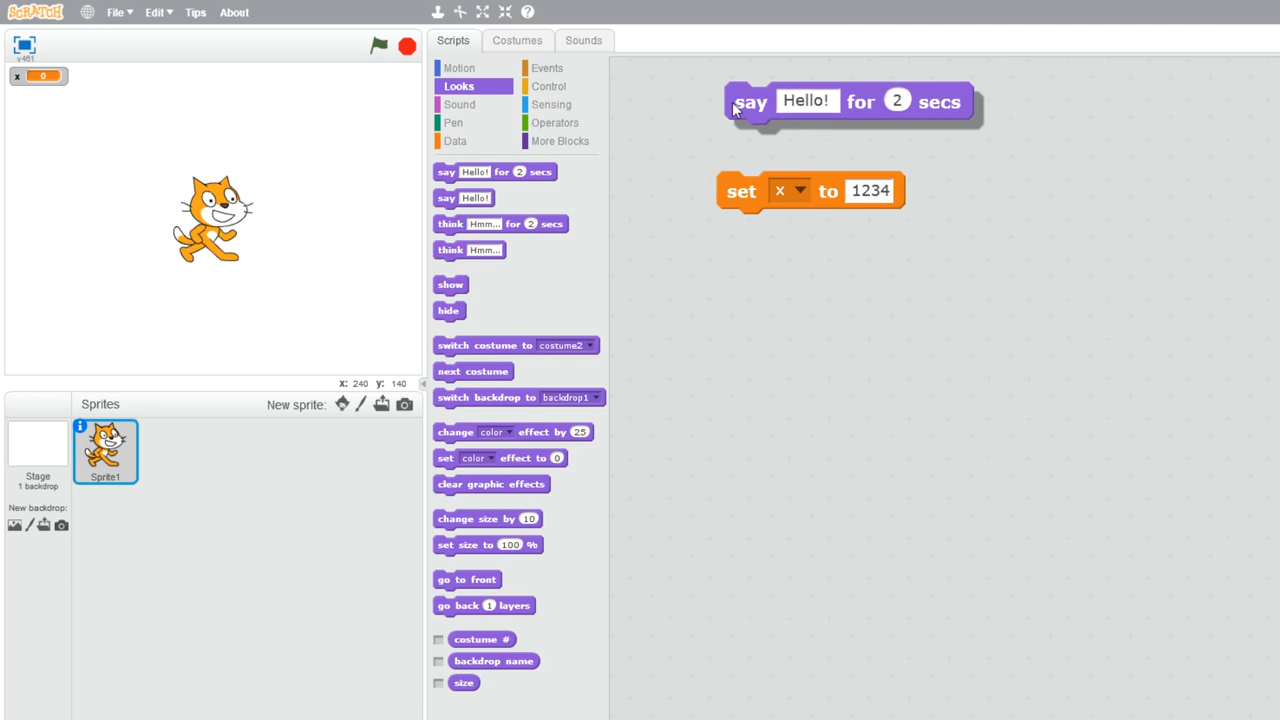 SCRATCH File Edit Tips About
v461
x 0
Scripts Costumes Sounds
Motion Events
Looks Control
Sound Sensing
Pen Operators
Data More Blocks
say Hello! for 2 secs
say Hello!
think Hmm... for 2 secs
think Hmm...
show
hide
switch costume to costume2
next costume
switch backdrop to backdrop1
change color effect by 25
set color effect to 0
clear graphic effects
change size by 10
set size to 100 %
go to front
go back 1 layers
costume #
backdrop name
size
say Hello! for 2 secs
set x to 1234
x: 240 y: 140
Sprites New sprite:
Stage
1 backdrop
New backdrop:
Sprite1